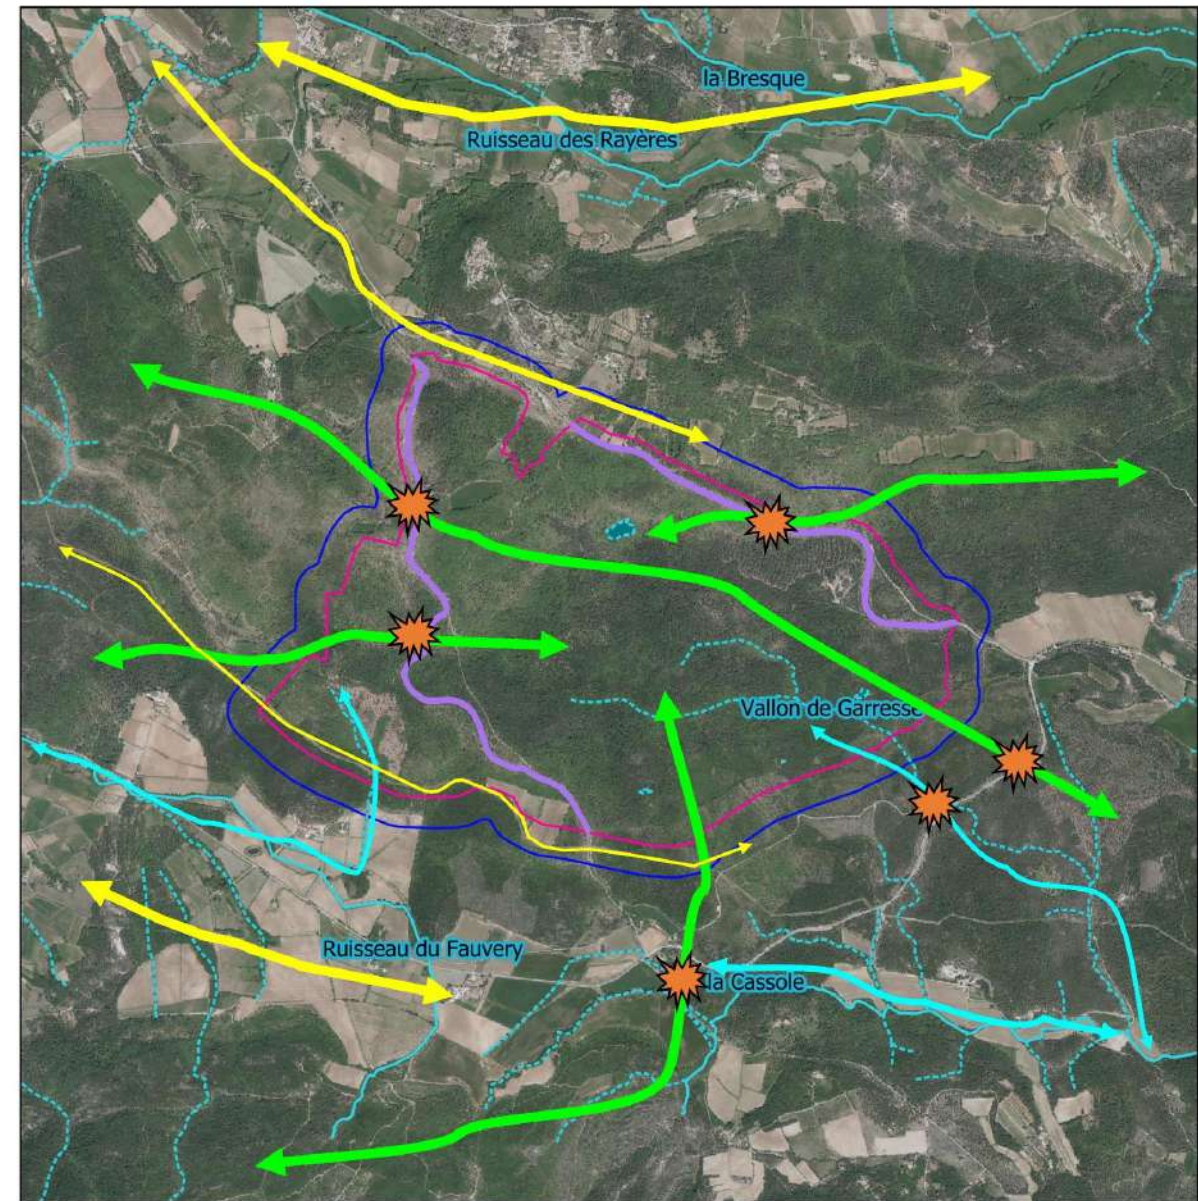 la Bresque
Ruisseau des Rayères
Vallon de Garresse
Ruisseau du Fauvery
la Cassole